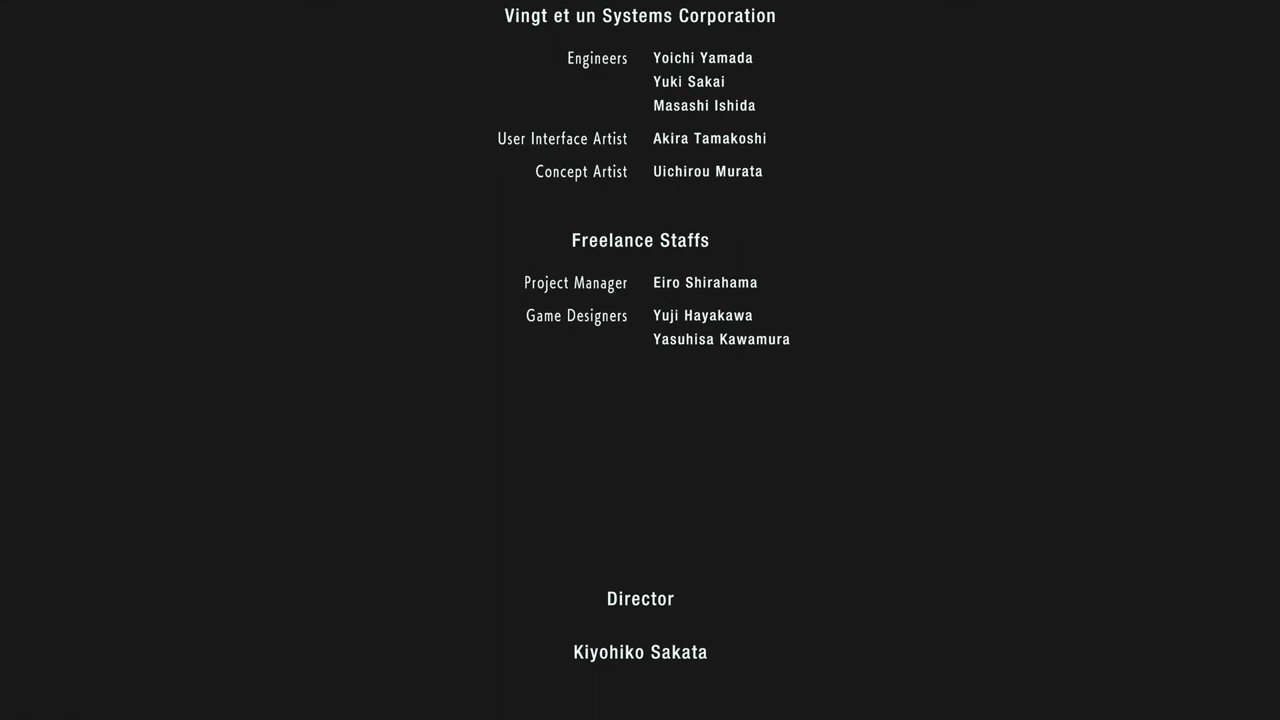 Vingt et un Systems Corporation
Engineers Yoichi Yamada
Yuki Sakai
Masashi Ishida
User Interface Artist Akira Tamakoshi
Concept Artist Uichirou Murata
Freelance Staffs
Project Manager Eiro Shirahama
Game Designers Yuji Hayakawa
Yasuhisa Kawamura
Director
Kiyohiko Sakata